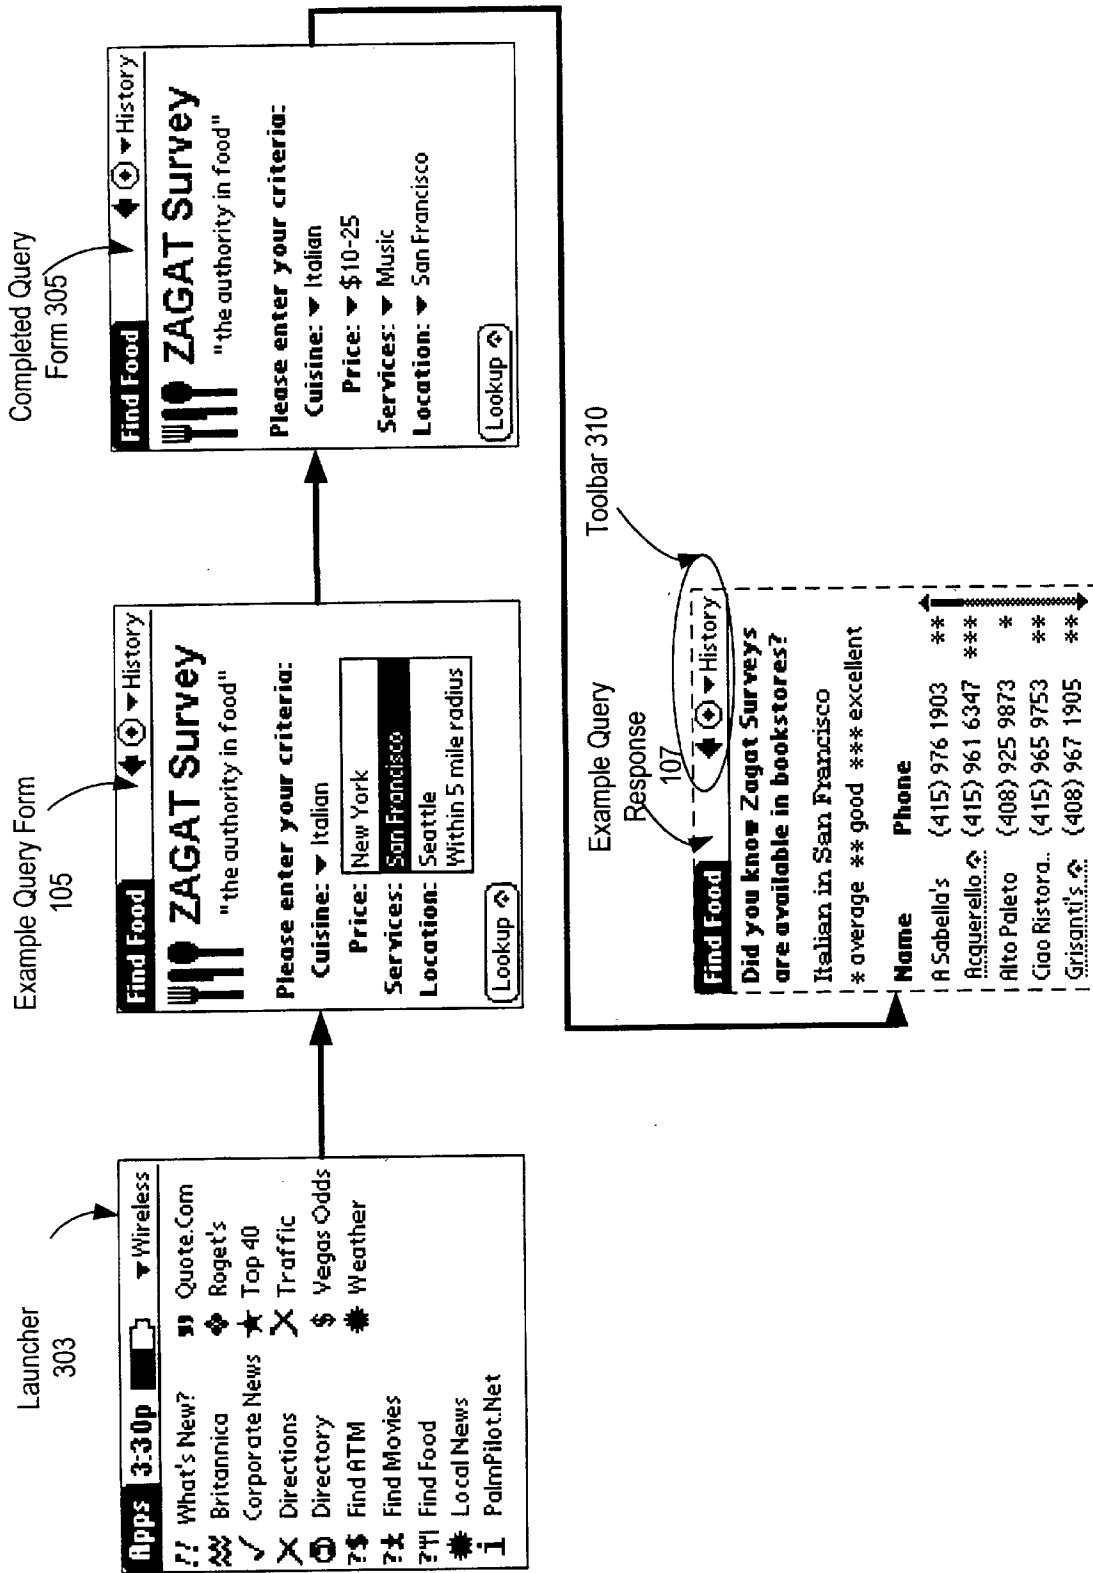 Launcher
303
Apps 3:30p Wireless
What's New?
Britannica
Corporate News
Directions
Directory
Find ATM
Find Movies
Find Food
Local News
PalmPilot.Net
Quote.Com
Roget's
Top 40
Traffic
Vegas Odds
Weather
Example Query Form
105
Find Food History
ZAGAT Survey
"the authority in food"
Please enter your criteria:
Cuisine: Italian
Price:
Services:
Location:
New York
San Francisco
Seattle
Within 5 mile radius
Lookup
Completed Query
Form 305
Find Food History
ZAGAT Survey
"the authority in food"
Please enter your criteria:
Cuisine: Italian
Price: $10-25
Services: Music
Location: San Francisco
Lookup
Example Query
Response
107
Toolbar 310
Find Food History
Did you know Zagat Surveys
are available in bookstores?
Italian in San Francisco
* average ** good *** excellent
Name Phone
A Sabella's (415) 976 1903 **
Acquerello (415) 961 6347 ***
Alto Paleto (408) 925 9873 *
Ciao Ristora.. (415) 965 9753 **
Grisanti's (408) 967 1905 **